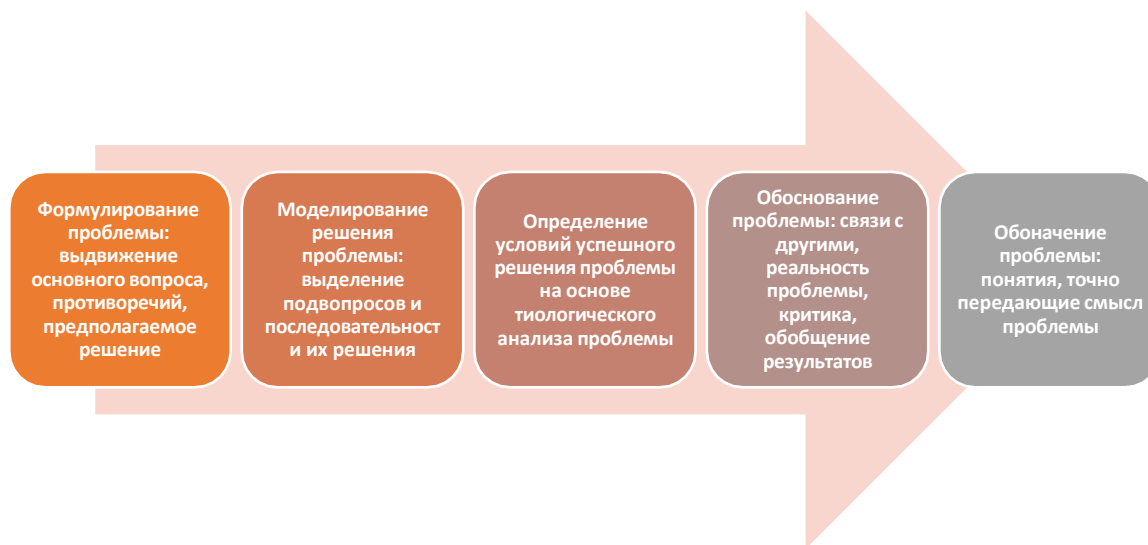 Формулирование
проблемы:
выдвижение
основного вопроса,
противоречий,
предполагаемое
решение
Моделирование
решения
проблемы:
выделение
подвопросов и
последовательност
и их решения
Определение
условий успешного
решения проблемы
на основе
тиологического
анализа проблемы
Обоснование
проблемы: связи с
другими,
реальность
проблемы,
критика,
обобщение
результатов
Обоначение
проблемы:
понятия, точно
передающие смысл
проблемы